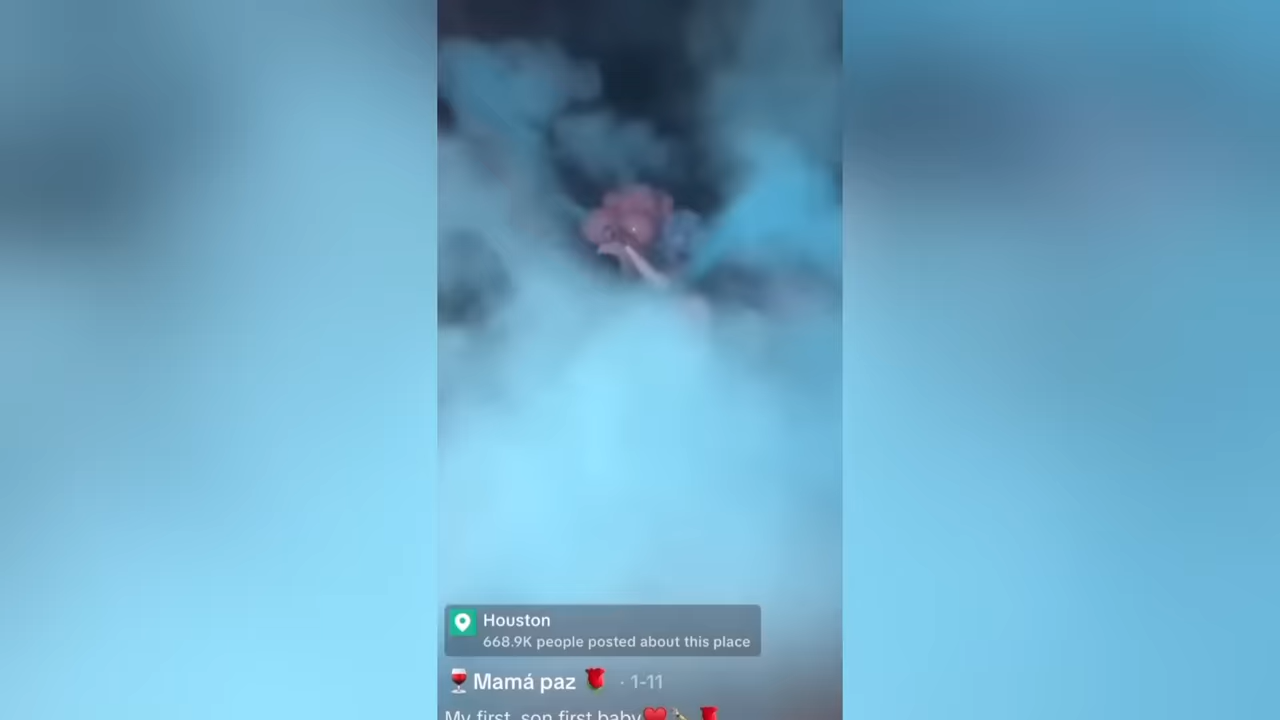 Houston
668.9K people posted about this place
🍷Mamá paz 🌹 · 1-11
My first son first baby❤️🍾🌹